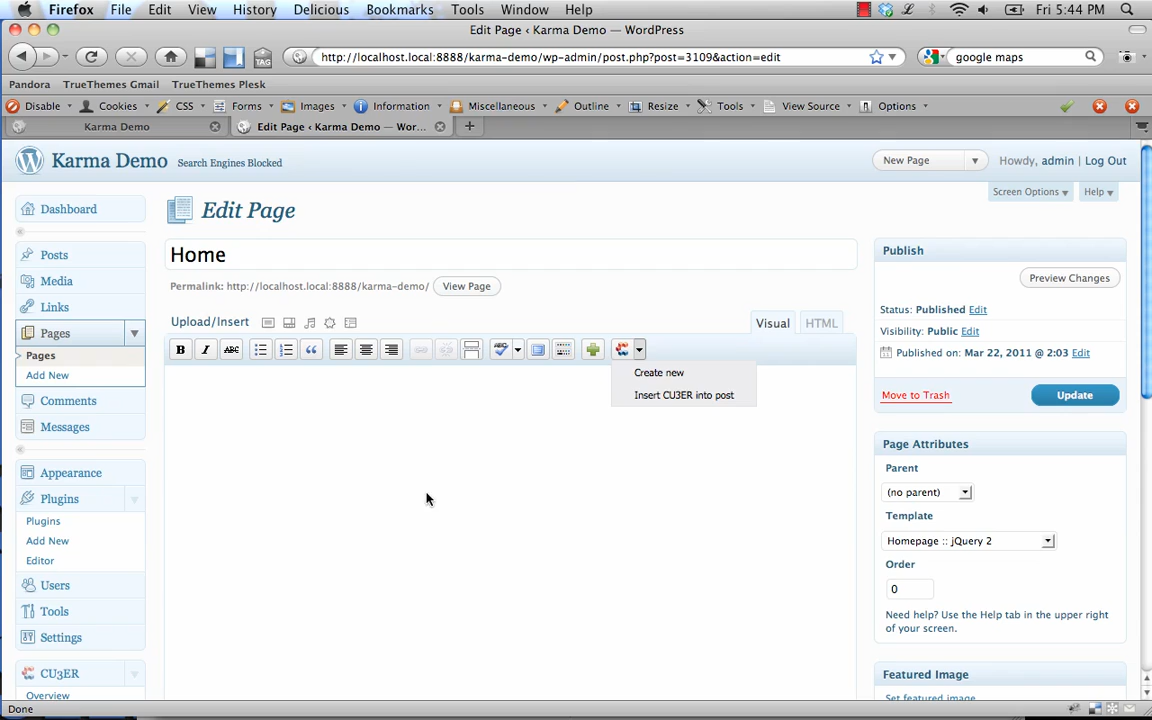 Firefox File Edit View History Delicious Bookmarks Tools Window Help Fri 5:44 PM
Edit Page ‹ Karma Demo — WordPress
http://localhost.local:8888/karma-demo/wp-admin/post.php?post=3109&action=edit google maps
Pandora TrueThemes Gmail TrueThemes Plesk
Disable Cookies CSS Forms Images Information Miscellaneous Outline Resize Tools View Source Options
Karma Demo Edit Page ‹ Karma Demo — Wor...
Karma Demo Search Engines Blocked New Page Howdy, admin | Log Out
Screen Options Help
Dashboard
Edit Page
Posts
Media
Links
Pages
Pages
Add New
Comments
Messages
Appearance
Plugins
Plugins
Add New
Editor
Users
Tools
Settings
CU3ER
Overview
Home
Permalink: http://localhost.local:8888/karma-demo/ View Page
Upload/Insert Visual HTML
B I ABC ABC
Create new
Insert CU3ER into post
Publish
Preview Changes
Status: Published Edit
Visibility: Public Edit
Published on: Mar 22, 2011 @ 2:03 Edit
Move to Trash Update
Page Attributes
Parent
(no parent)
Template
Homepage :: jQuery 2
Order
0
Need help? Use the Help tab in the upper right
of your screen.
Featured Image
Set featured image
Done